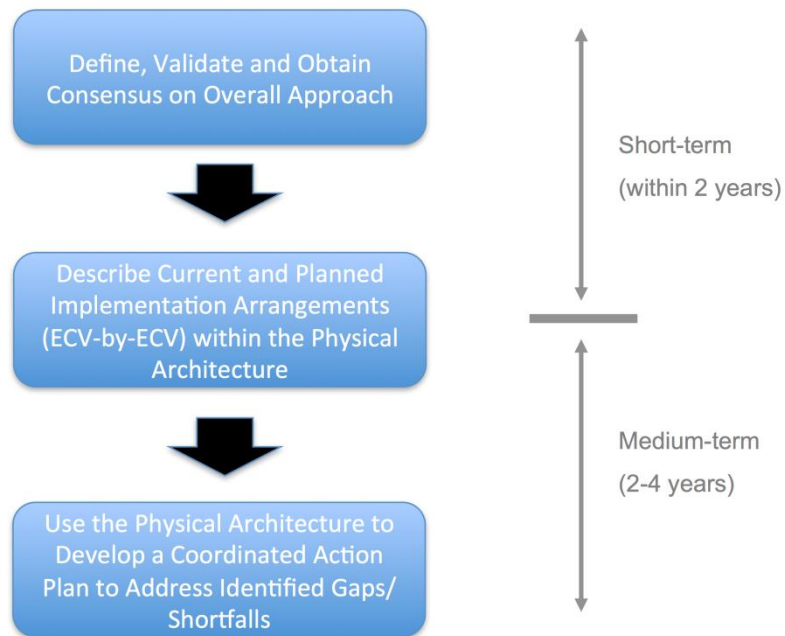 Define, Validate and Obtain
Consensus on Overall Approach
Short-term
(within 2 years)
Describe Current and Planned
Implementation Arrangements
(ECV-by-ECV) within the Physical
Architecture
Medium-term
(2-4 years)
Use the Physical Architecture to
Develop a Coordinated Action
Plan to Address Identified Gaps/
Shortfalls